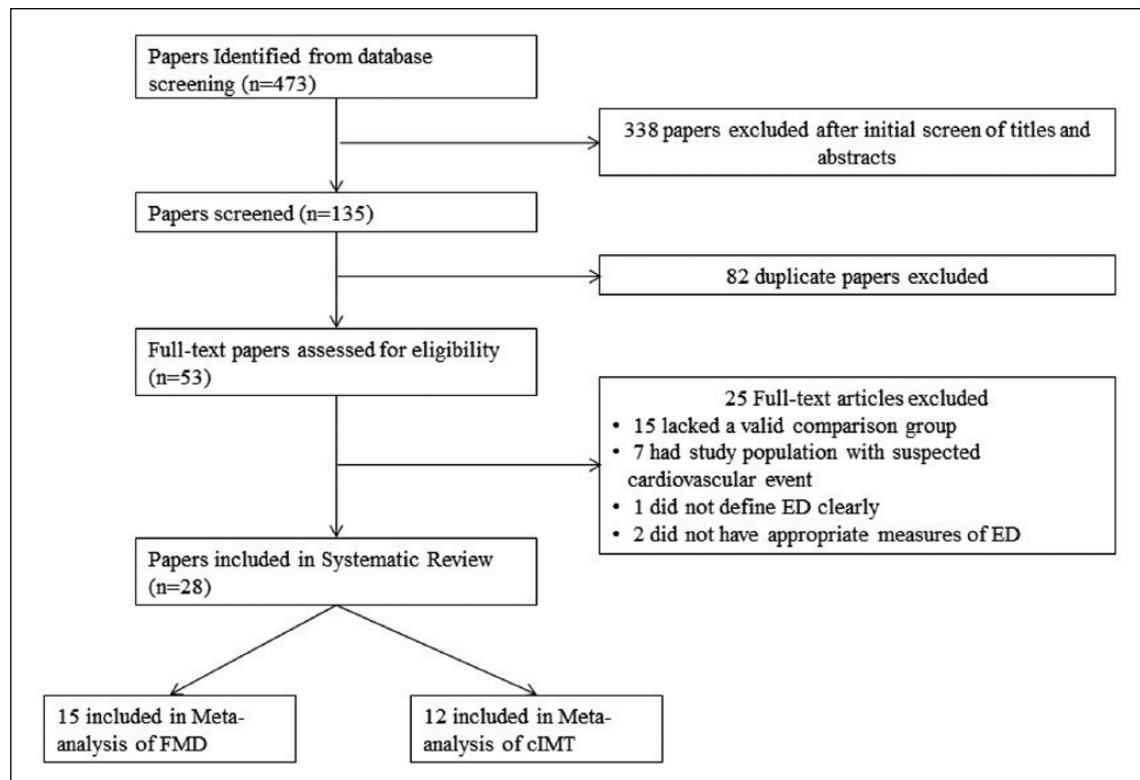 Papers Identified from database
screening (n=473)
338 papers excluded after initial screen of titles and
abstracts
Papers screened (n=135)
82 duplicate papers excluded
Full-text papers assessed for eligibility
(n=53)
25 Full-text articles excluded
• 15 lacked a valid comparison group
• 7 had study population with suspected
cardiovascular event
• 1 did not define ED clearly
• 2 did not have appropriate measures of ED
Papers included in Systematic Review
(n=28)
15 included in Meta-
analysis of FMD
12 included in Meta-
analysis of cIMT